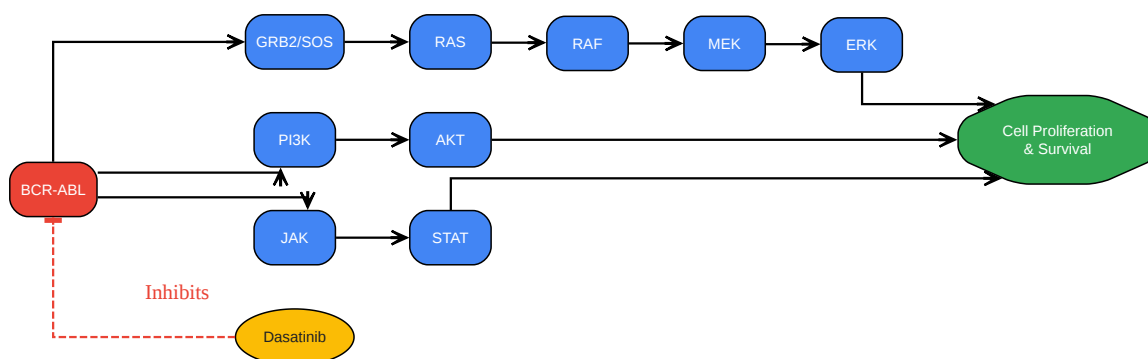 GRB2/SOS
RAS
RAF
MEK
ERK
PI3K
AKT
Cell Proliferation
& Survival
BCR-ABL
JAK
STAT
Inhibits
Dasatinib